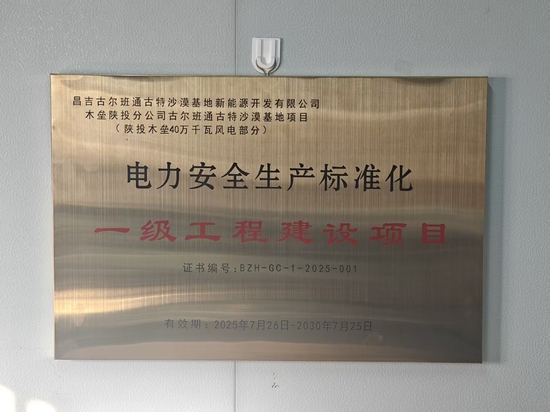 昌吉古尔班通古特沙漠基地新能源开发有限公司
木垒陕投分公司古尔班通古特沙漠基地项目
（陕投木垒40万千瓦风电部分）
电力安全生产标准化
一级工程建设项目
证书编号：BZH-GC-1-2025-001
有效期：2025年7月26日-2030年7月25日